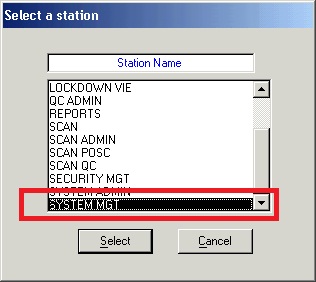 Select a station
Station Name
LOCKDOWN VIE
QC ADMIN
REPORTS
SCAN
SCAN ADMIN
SCAN POSC
SCAN QC
SECURITY MGT
SYSTEM ADMIN
SYSTEM MGT
Select
Cancel